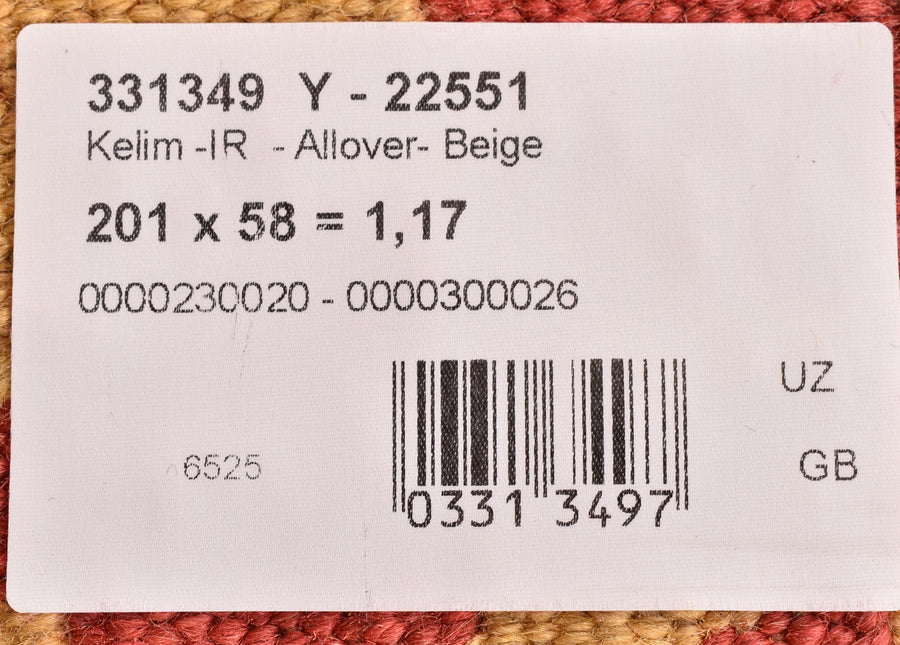 331349 Y - 22551
Kelim -IR - Allover- Beige
201 x 58 = 1,17
0000230020 - 0000300026
UZ
6525
GB
0331 3497